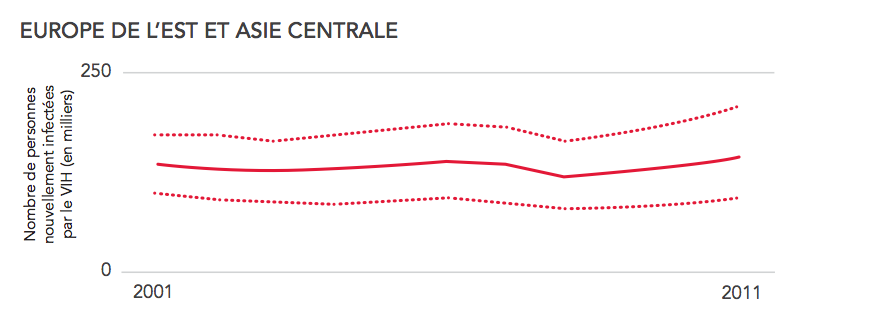 EUROPE DE L’EST ET ASIE CENTRALE
250
Nombre de personnes
nouvellement infectées
par le VIH (en milliers)
0
2001
2011